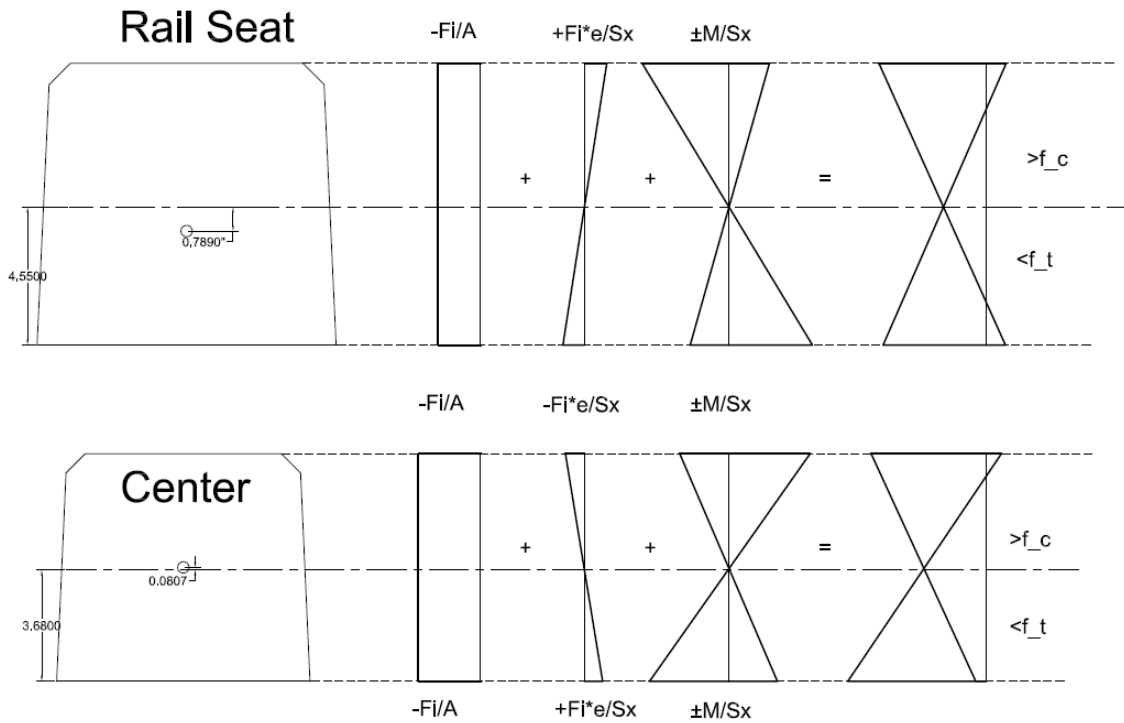 Rail Seat
-Fi/A
+Fi*e/Sx
±M/Sx
+
+
=
>f_c
<f_t
0,7890"
4,5500
-Fi/A
-Fi*e/Sx
±M/Sx
Center
+
+
=
>f_c
<f_t
0.0807
3,6800
-Fi/A
+Fi*e/Sx
±M/Sx